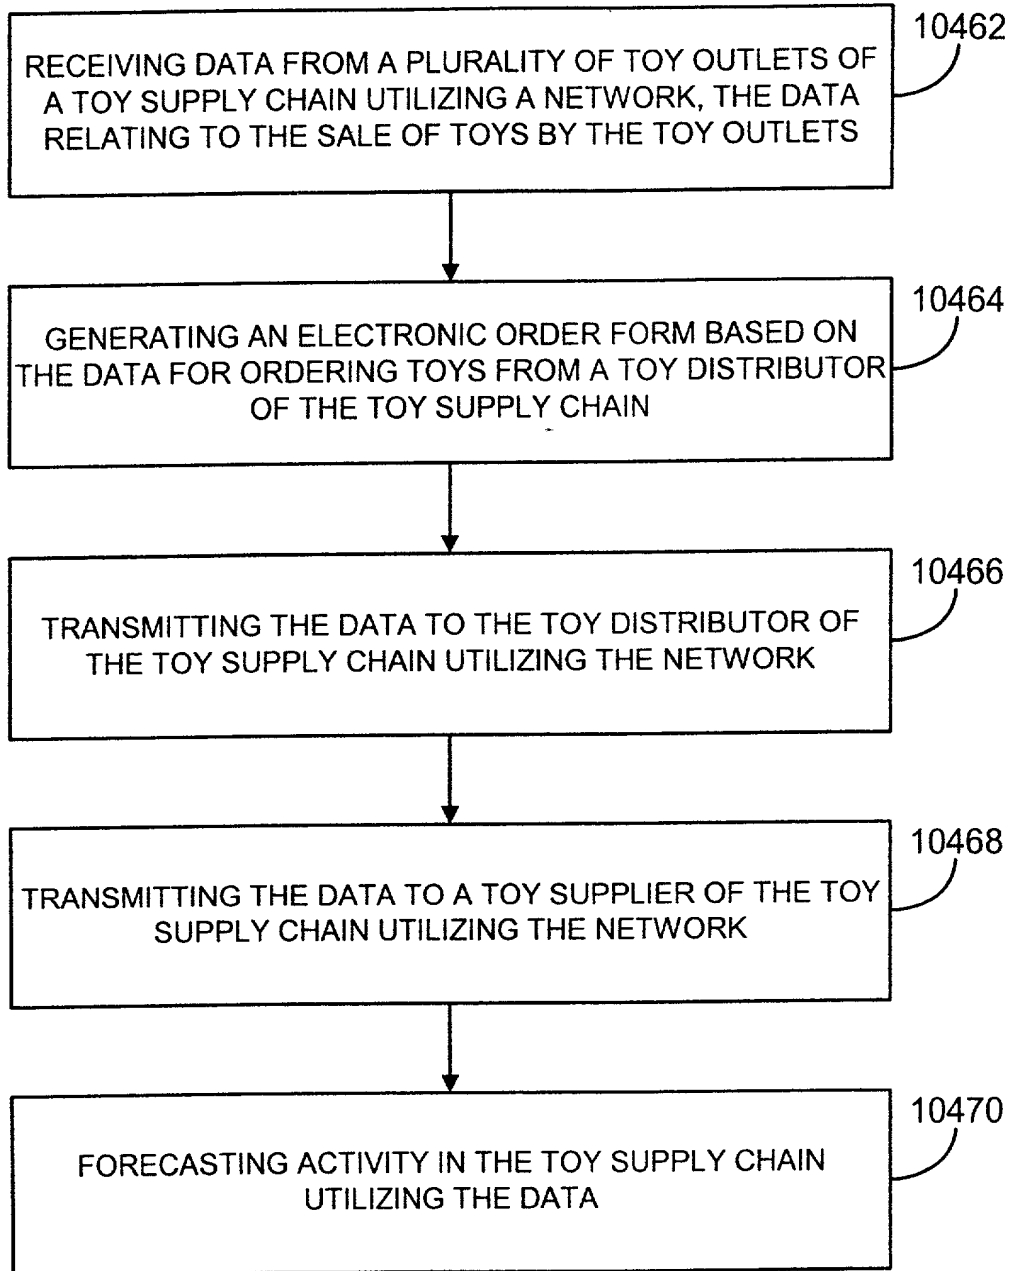 10462
RECEIVING DATA FROM A PLURALITY OF TOY OUTLETS OF
A TOY SUPPLY CHAIN UTILIZING A NETWORK, THE DATA
RELATING TO THE SALE OF TOYS BY THE TOY OUTLETS
10464
GENERATING AN ELECTRONIC ORDER FORM BASED ON
THE DATA FOR ORDERING TOYS FROM A TOY DISTRIBUTOR
OF THE TOY SUPPLY CHAIN
10466
TRANSMITTING THE DATA TO THE TOY DISTRIBUTOR OF
THE TOY SUPPLY CHAIN UTILIZING THE NETWORK
10468
TRANSMITTING THE DATA TO A TOY SUPPLIER OF THE TOY
SUPPLY CHAIN UTILIZING THE NETWORK
10470
FORECASTING ACTIVITY IN THE TOY SUPPLY CHAIN
UTILIZING THE DATA